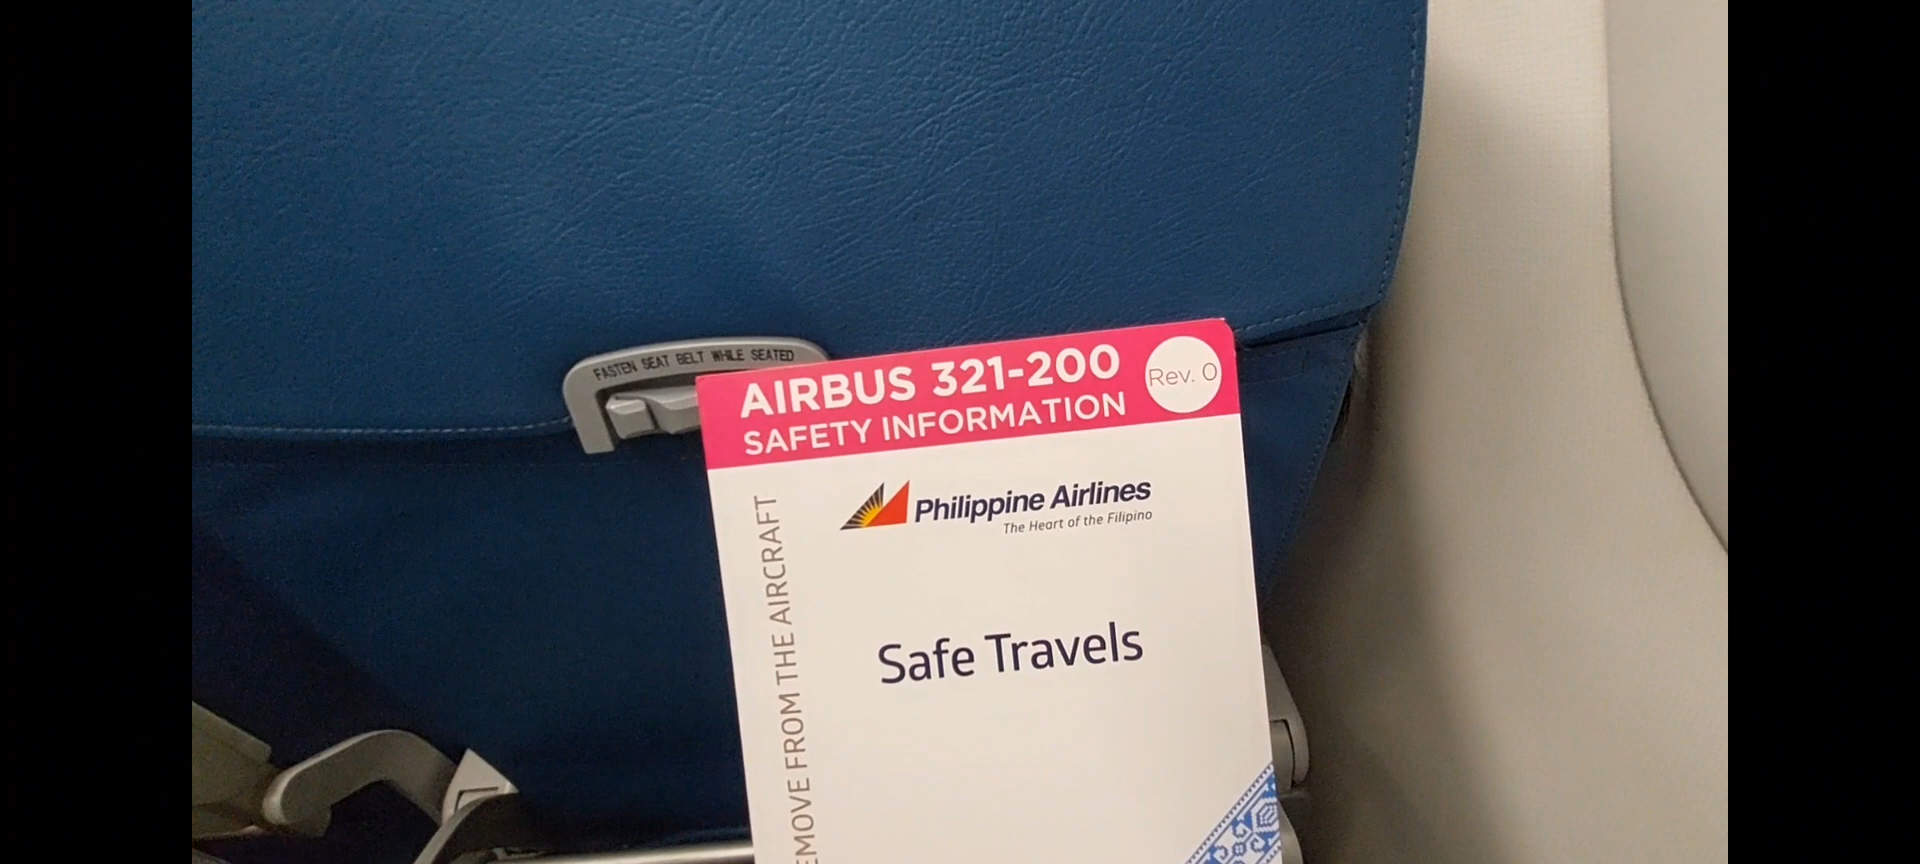 FASTEN SEAT BELT WHILE SEATED
AIRBUS 321-200
SAFETY INFORMATION
Rev. 0
Philippine Airlines
The Heart of the Filipino
Safe Travels
EMOVE FROM THE AIRCRAFT